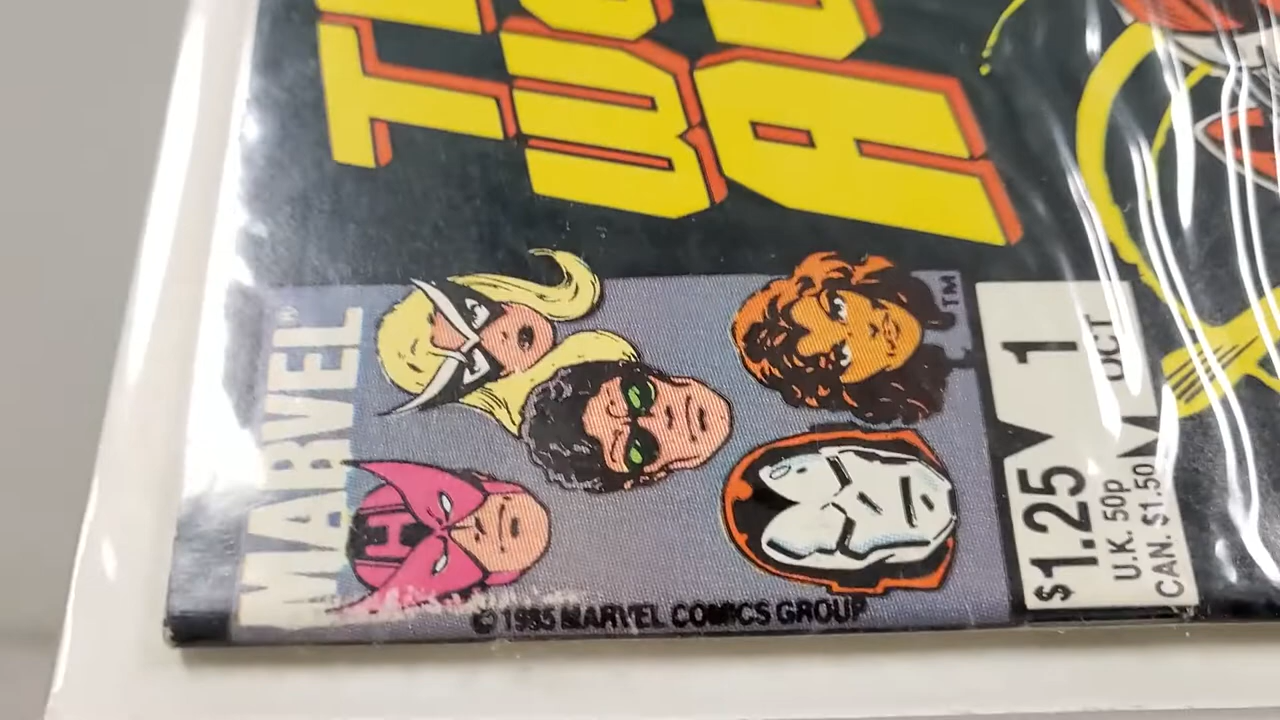 MARVEL®
TM
$1.25 1
U.K. 50p OCT
CAN. $1.50
© 1985 MARVEL COMICS GROUP